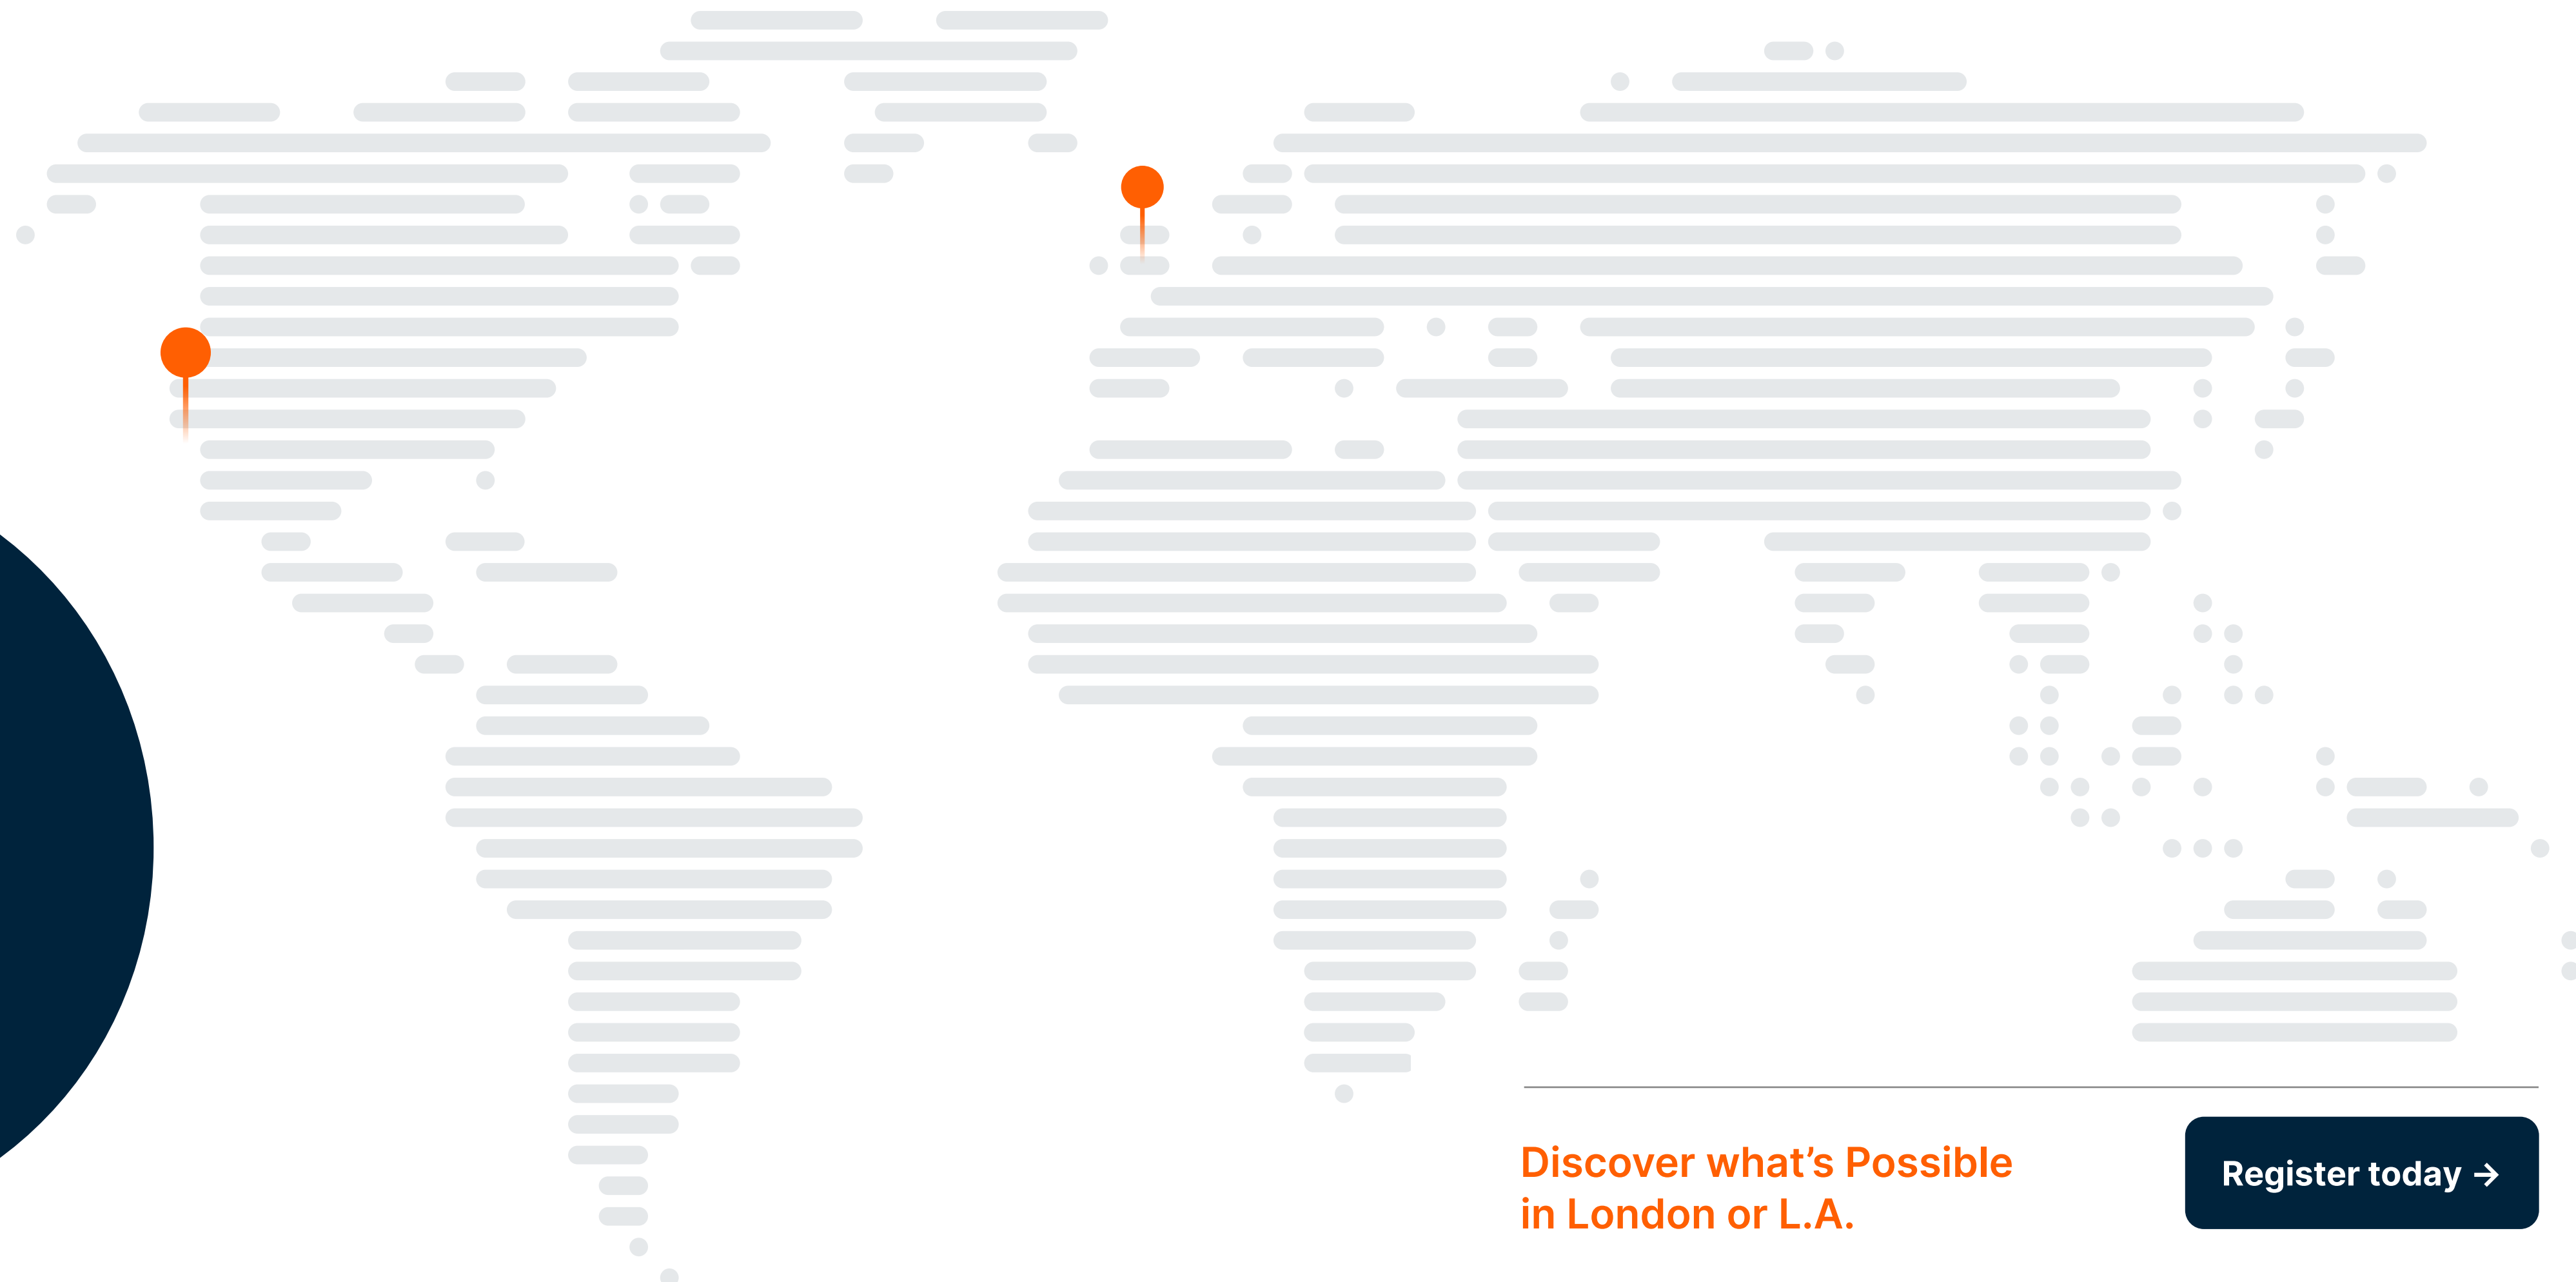 Discover what’s Possible
in London or L.A.
Register today →